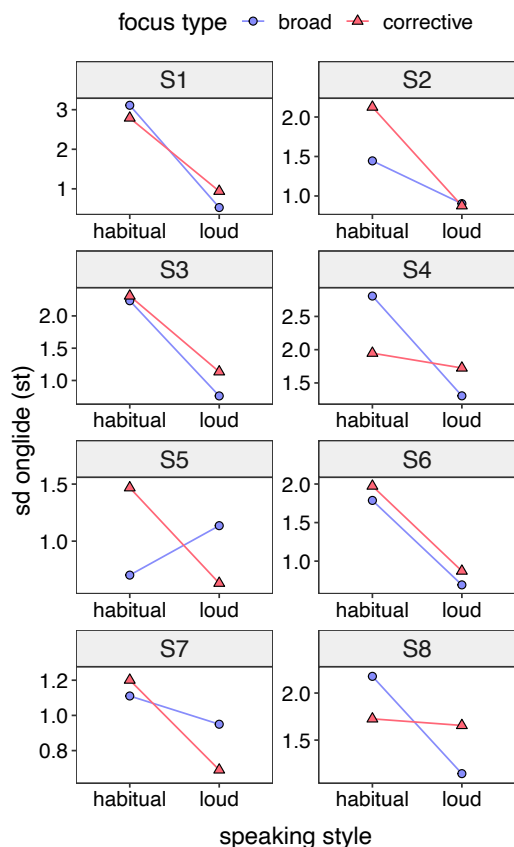 focus type broad corrective
S1 S2
3
2
1
2.0
1.5
1.0
habitual loud habitual loud
S3 S4
2.0
1.5
1.0
2.5
2.0
1.5
habitual loud habitual loud
sd onglide (st)
S5 S6
1.5
1.0
2.0
1.5
1.0
habitual loud habitual loud
S7 S8
1.2
1.0
0.8
2.0
1.5
habitual loud habitual loud
speaking style